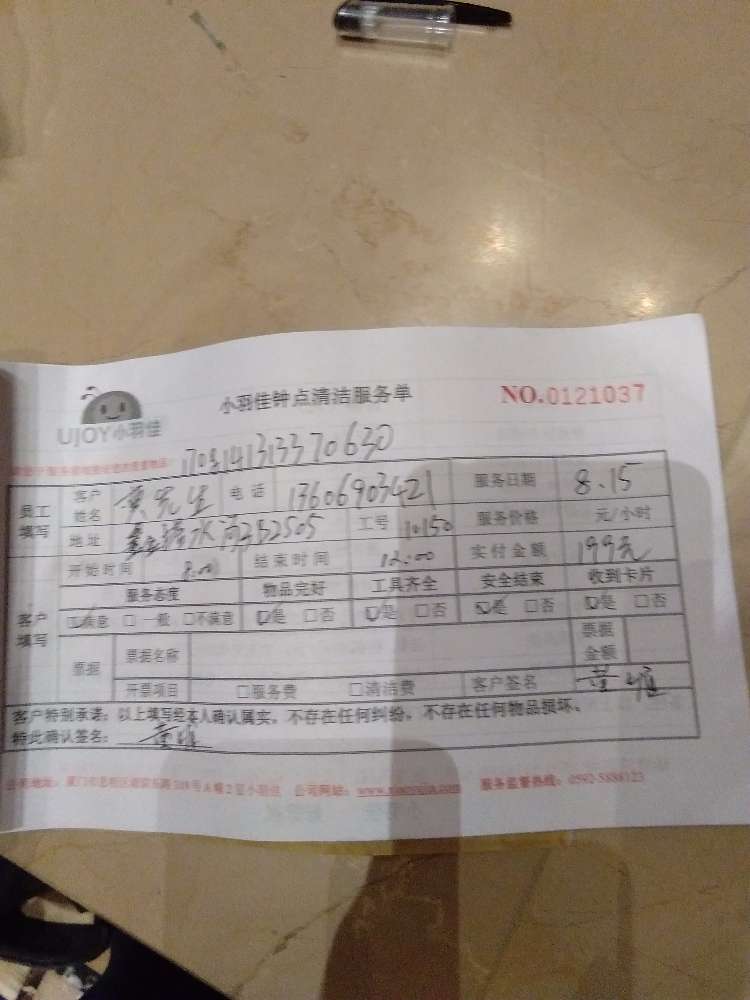 UJOY小羽佳
小羽佳钟点清洁服务单
NO.0121037
员工填写 客户姓名 黄先生 电话 13606903421 服务日期 8.15
地址 工号 10150 服务价格 元/小时
开始时间 8:00 结束时间 12:00 实付金额 199元
客户填写 服务态度 物品完好 工具齐全 安全结束 收到卡片
☑满意 □一般 □不满意 ☑是 □否 ☑是 □否 ☑是 □否 ☑是 □否
票据 票据名称 票据金额
开票项目 □服务费 □清洁费 客户签名
客户特别承诺：以上填写经本人确认属实，不存在任何纠纷，不存在任何物品损坏。
特此确认签名：
公司网站： 服务监督热线：0592-5886123